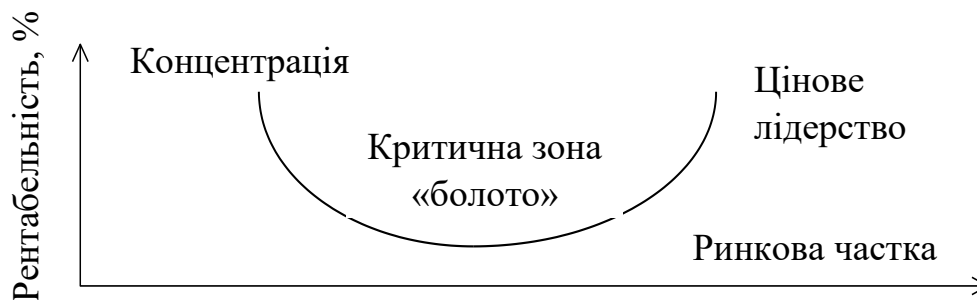 Рентабельність, %
Концентрація
Цінове
лідерство
Критична зона
«болото»
Ринкова частка